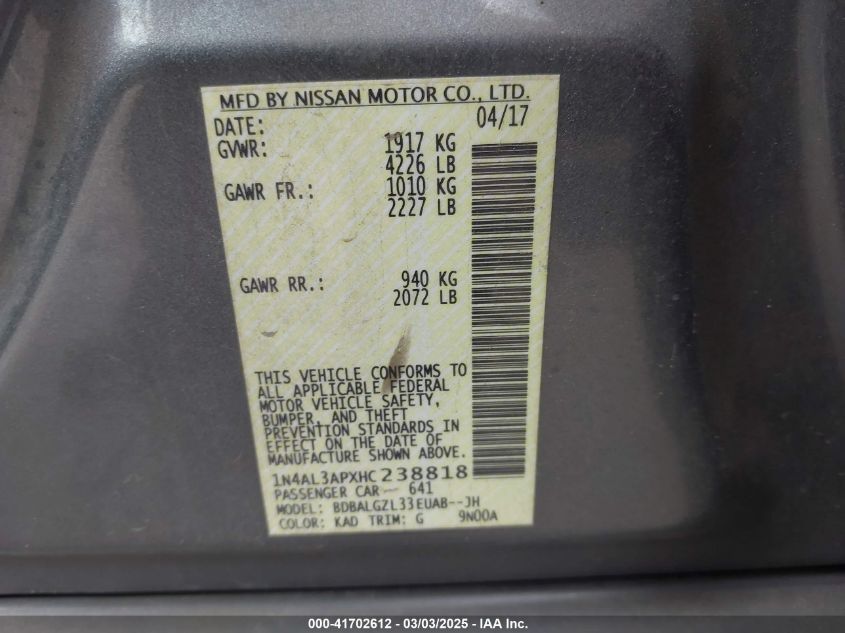 MFD BY NISSAN MOTOR CO., LTD.
DATE: 04/17
GVWR: 1917 KG
4226 LB
GAWR FR.: 1010 KG
2227 LB
GAWR RR.: 940 KG
2072 LB
THIS VEHICLE CONFORMS TO
ALL APPLICABLE FEDERAL
MOTOR VEHICLE SAFETY,
BUMPER, AND THEFT
PREVENTION STANDARDS IN
EFFECT ON THE DATE OF
MANUFACTURE SHOWN ABOVE.
1N4AL3APXHC238818
PASSENGER CAR 641
MODEL: BDBALGZL33EUAB--JH
COLOR: KAD TRIM: G 9N00A
000-41702612 - 03/03/2025 - IAA Inc.